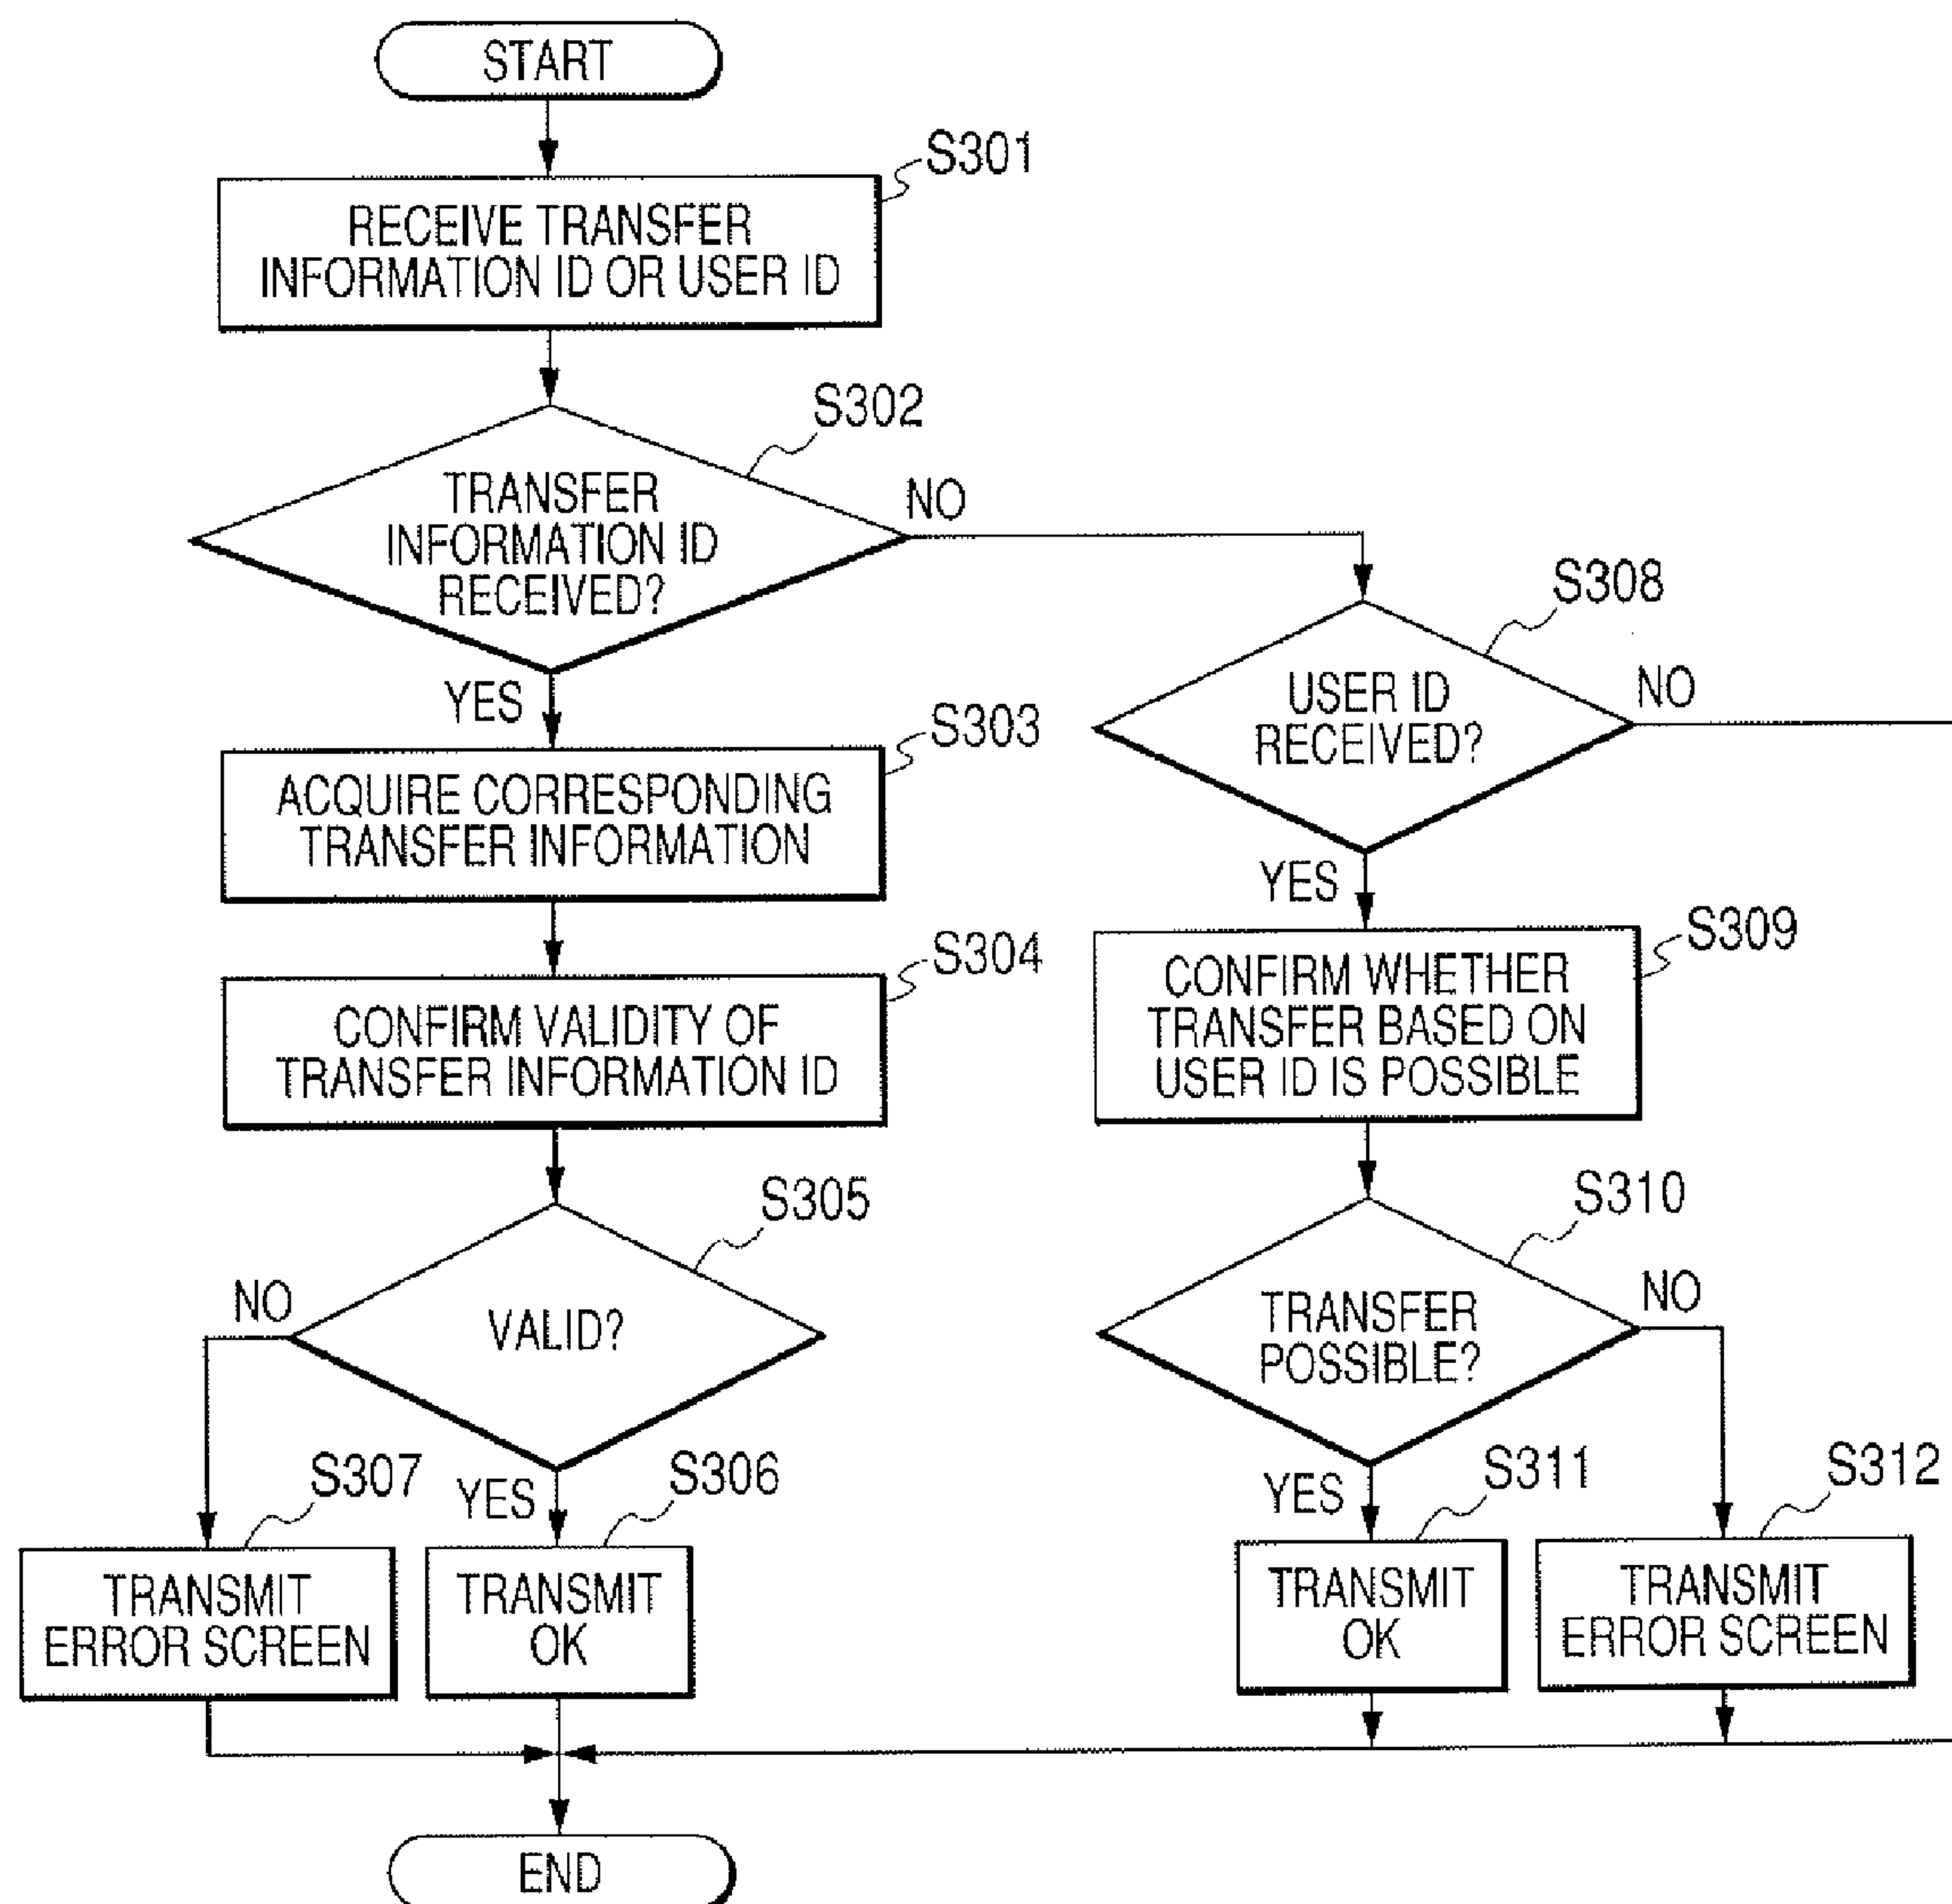 START
S301
RECEIVE TRANSFER
INFORMATION ID OR USER ID
S302
TRANSFER
INFORMATION ID
RECEIVED?
NO
YES
S303
ACQUIRE CORRESPONDING
TRANSFER INFORMATION
S304
CONFIRM VALIDITY OF
TRANSFER INFORMATION ID
S305
VALID?
NO
YES
S307
TRANSMIT
ERROR SCREEN
S306
TRANSMIT
OK
S308
USER ID
RECEIVED?
NO
YES
S309
CONFIRM WHETHER
TRANSFER BASED ON
USER ID IS POSSIBLE
S310
TRANSFER
POSSIBLE?
NO
YES
S311
TRANSMIT
OK
S312
TRANSMIT
ERROR SCREEN
END